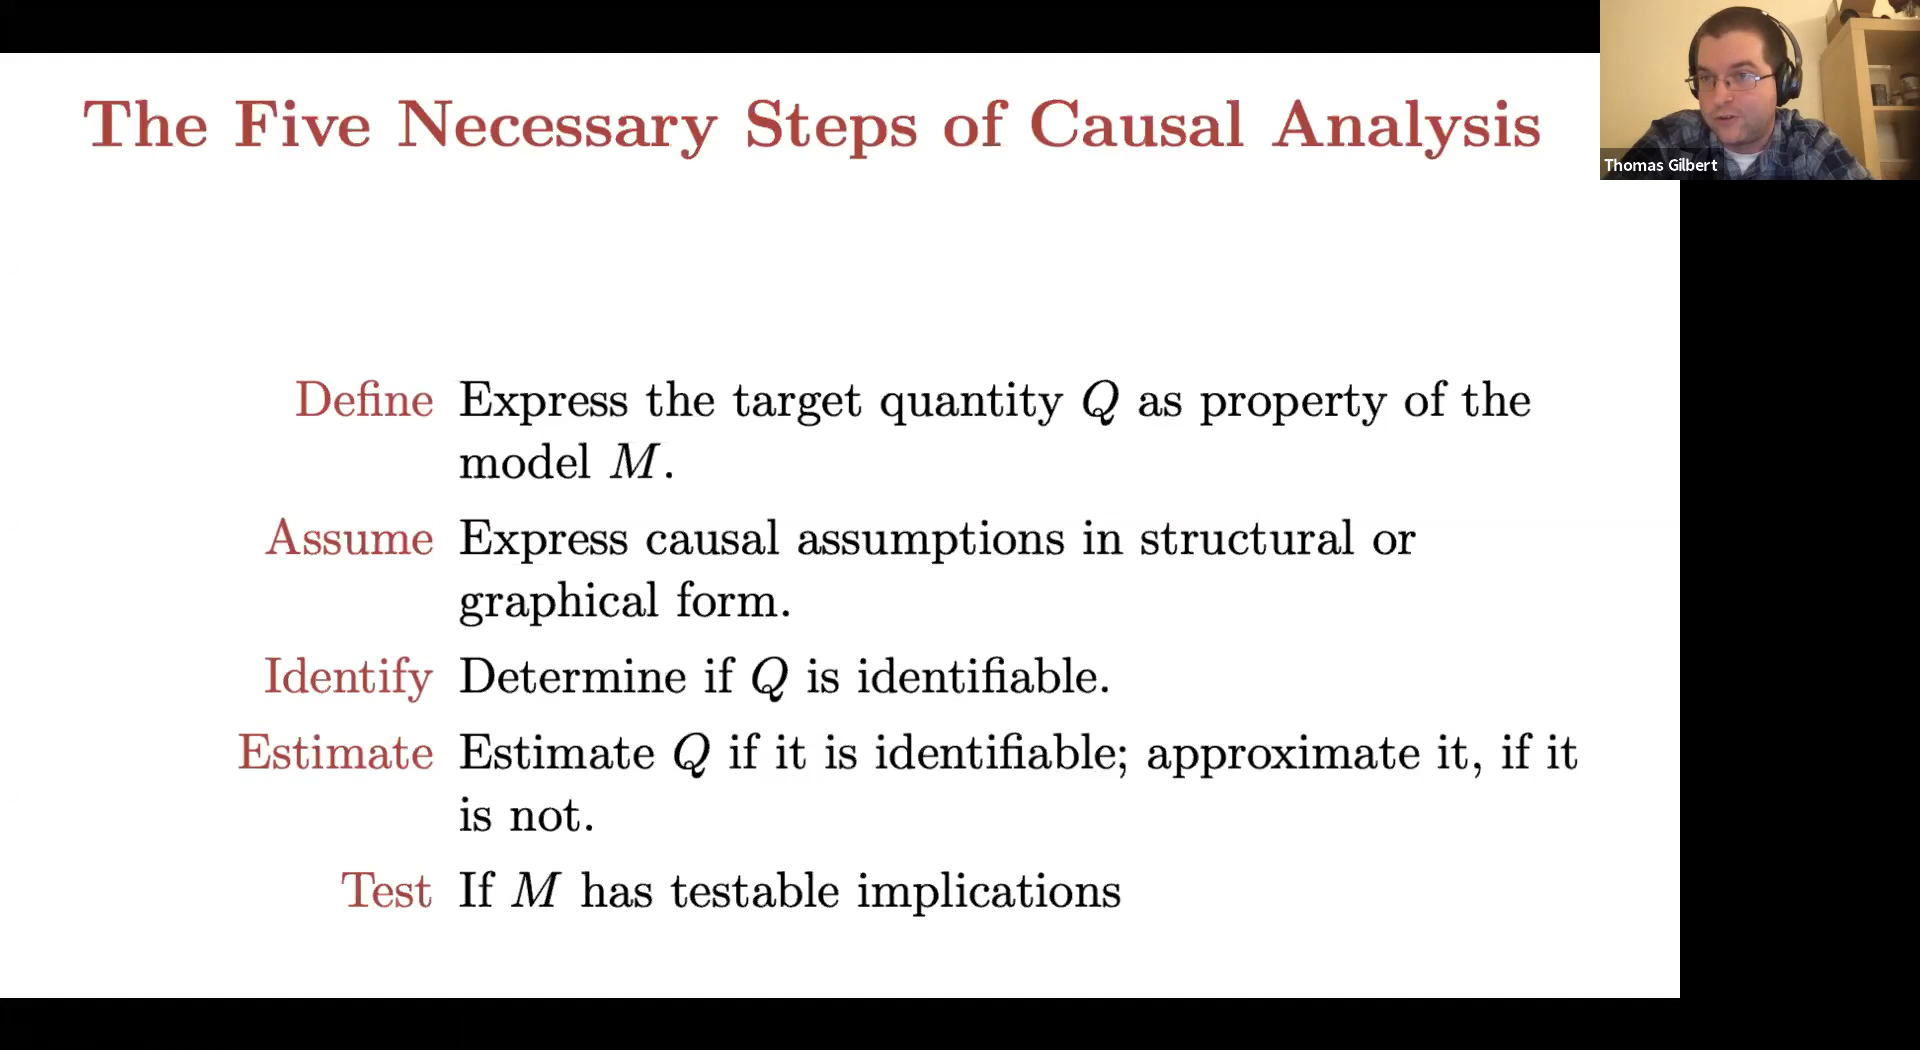 The Five Necessary Steps of Causal Analysis
Thomas Gilbert
Define Express the target quantity Q as property of the
model M.
Assume Express causal assumptions in structural or
graphical form.
Identify Determine if Q is identifiable.
Estimate Estimate Q if it is identifiable; approximate it, if it
is not.
Test If M has testable implications